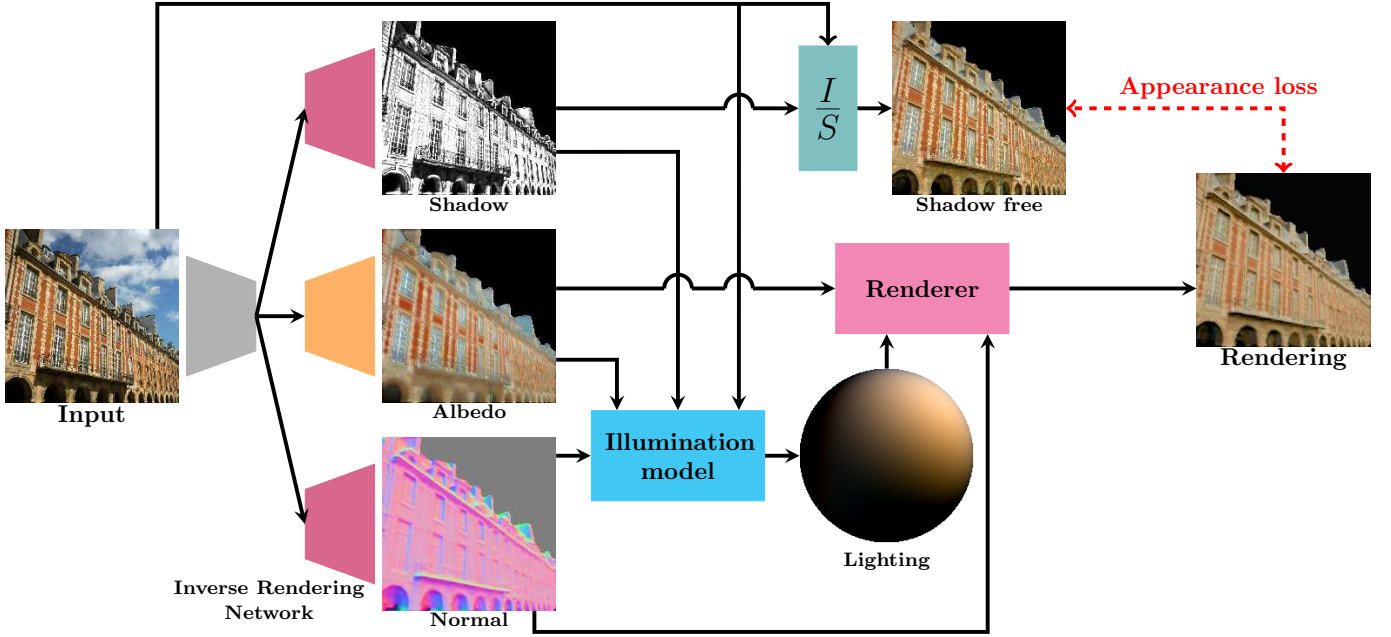 Appearance loss
I
S
Shadow
Shadow free
Input
Renderer
Rendering
Albedo
Illumination
model
Lighting
Inverse Rendering
Network
Normal